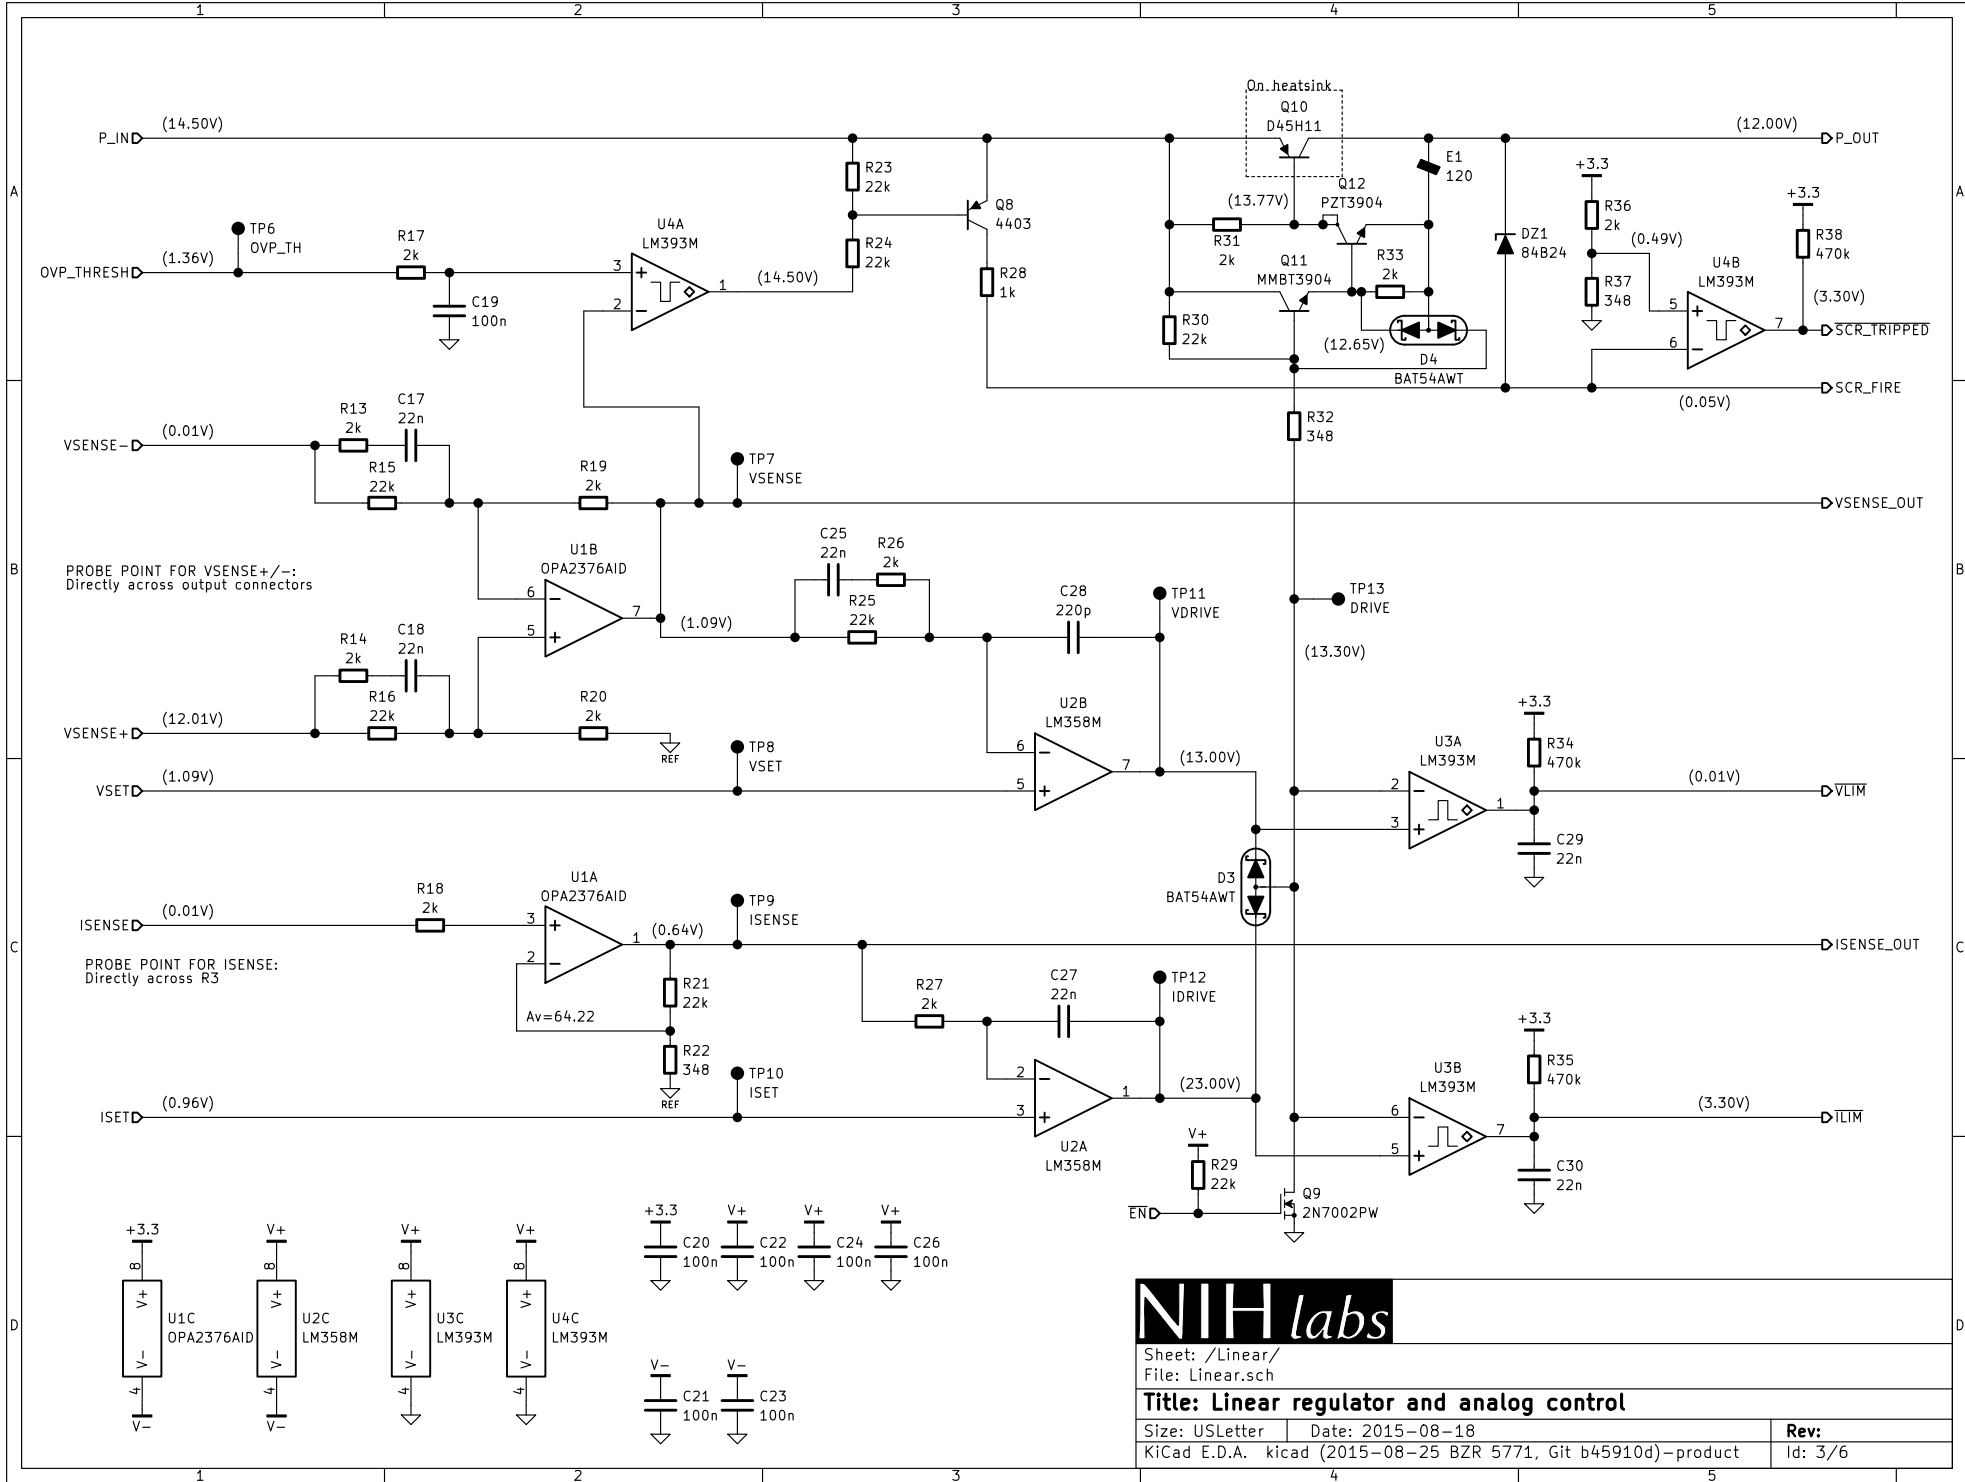 1 2 3 4 5
A
B
C
D
A
B
C
D
P_IN
(14.50V)
OVP_THRESH
(1.36V)
TP6
OVP_TH
R17
2k
C19
100n
U4A
LM393M
3
2
1
(14.50V)
R23
22k
R24
22k
Q8
4403
R28
1k
On heatsink
Q10
D45H11
(13.77V)
Q12
PZT3904
R31
2k
Q11
MMBT3904
R33
2k
R30
22k
(12.65V)
D4
BAT54AWT
E1
120
DZ1
84B24
(12.00V)
P_OUT
+3.3
R36
2k
(0.49V)
R37
348
+3.3
R38
470k
U4B
LM393M
5
6
7
(3.30V)
SCR_TRIPPED
SCR_FIRE
(0.05V)
R32
348
VSENSE-
(0.01V)
R13
2k
C17
22n
R15
22k
R19
2k
TP7
VSENSE
VSENSE_OUT
PROBE POINT FOR VSENSE+/-:
Directly across output connectors
U1B
OPA2376AID
6
5
7
(1.09V)
R14
2k
C18
22n
R16
22k
R20
2k
REF
VSENSE+
(12.01V)
C25
22n
R26
2k
R25
22k
C28
220p
TP11
VDRIVE
TP13
DRIVE
(13.30V)
U2B
LM358M
6
5
7
(13.00V)
TP8
VSET
VSET
(1.09V)
U3A
LM393M
2
3
1
+3.3
R34
470k
(0.01V)
VLIM
C29
22n
D3
BAT54AWT
ISENSE
(0.01V)
PROBE POINT FOR ISENSE:
Directly across R3
R18
2k
U1A
OPA2376AID
3
2
1
(0.64V)
TP9
ISENSE
ISENSE_OUT
R21
22k
Av=64.22
R22
348
REF
R27
2k
C27
22n
TP12
IDRIVE
U2A
LM358M
2
3
1
(23.00V)
TP10
ISET
ISET
(0.96V)
U3B
LM393M
6
5
7
+3.3
R35
470k
(3.30V)
ILIM
C30
22n
V+
R29
22k
EN
Q9
2N7002PW
+3.3
8
V+
V-
4
V-
U1C
OPA2376AID
V+
8
V+
V-
4
V-
U2C
LM358M
V+
8
V+
V-
4
U3C
LM393M
V+
8
V+
V-
4
U4C
LM393M
+3.3
C20
100n
V+
C22
100n
V+
C24
100n
V+
C26
100n
V-
C21
100n
V-
C23
100n
NIH labs
Sheet: /Linear/
File: Linear.sch
Title: Linear regulator and analog control
Size: USLetter Date: 2015-08-18 Rev:
KiCad E.D.A. kicad (2015-08-25 BZR 5771, Git b45910d)-product Id: 3/6
1 2 3 4 5